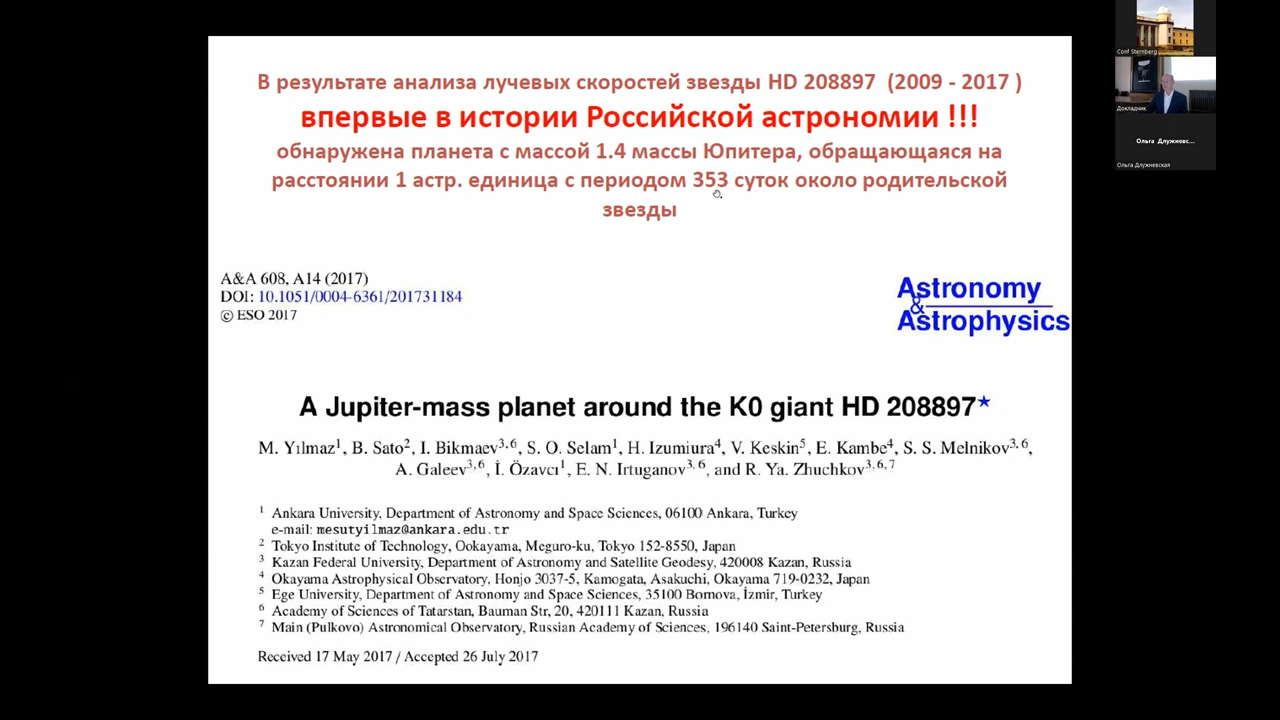 В результате анализа лучевых скоростей звезды HD 208897 (2009 - 2017 )
впервые в истории Российской астрономии !!!
обнаружена планета с массой 1.4 массы Юпитера, обращающаяся на
расстоянии 1 астр. единица с периодом 353 суток около родительской
звезды
A&A 608, A14 (2017)
DOI: 10.1051/0004-6361/201731184
© ESO 2017
Astronomy
&
Astrophysics
A Jupiter-mass planet around the K0 giant HD 208897★
M. Yılmaz¹, B. Sato², I. Bikmaev³,⁶, S. O. Selam¹, H. Izumiura⁴, V. Keskin⁵, E. Kambe⁴, S. S. Melnikov³,⁶,
A. Galeev³,⁶, İ. Özavcı¹, E. N. Irtuganov³,⁶, and R. Ya. Zhuchkov³,⁶,⁷
¹ Ankara University, Department of Astronomy and Space Sciences, 06100 Ankara, Turkey
e-mail: mesutyilmaz@ankara.edu.tr
² Tokyo Institute of Technology, Ookayama, Meguro-ku, Tokyo 152-8550, Japan
³ Kazan Federal University, Department of Astronomy and Satellite Geodesy, 420008 Kazan, Russia
⁴ Okayama Astrophysical Observatory, Honjo 3037-5, Kamogata, Asakuchi, Okayama 719-0232, Japan
⁵ Ege University, Department of Astronomy and Space Sciences, 35100 Bornova, İzmir, Turkey
⁶ Academy of Sciences of Tatarstan, Bauman Str, 20, 420111 Kazan, Russia
⁷ Main (Pulkovo) Astronomical Observatory, Russian Academy of Sciences, 196140 Saint-Petersburg, Russia
Received 17 May 2017 / Accepted 26 July 2017
Conf Sternberg
Докладчик
Ольга Длужневс...
Ольга Длужневская